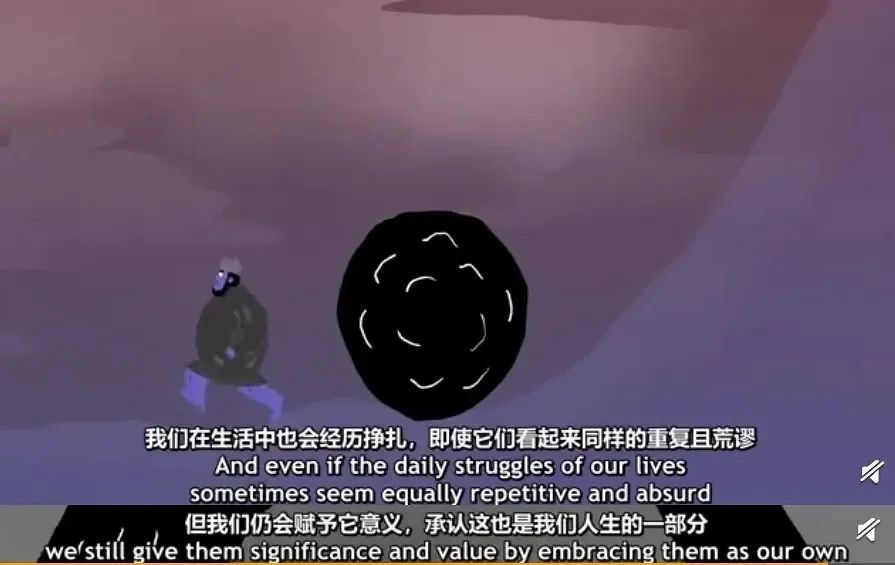 我们在生活中也会经历挣扎，即使它们看起来同样的重复且荒谬
And even if the daily struggles of our lives
sometimes seem equally repetitive and absurd
但我们仍会赋予它意义，承认这也是我们人生的一部分
we still give them significance and value by embracing them as our own